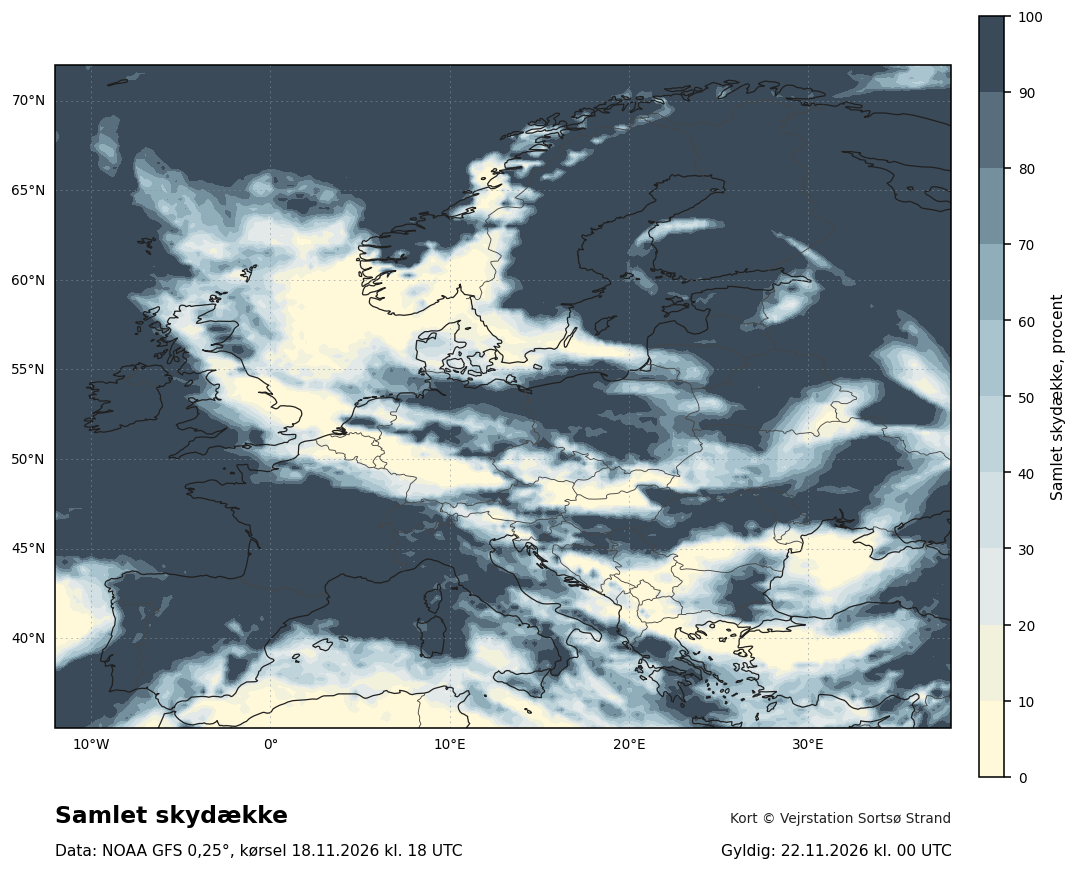 100
90
80
70
60
50
40
30
20
10
0
Samlet skydække, procent
70°N
65°N
60°N
55°N
50°N
45°N
40°N
10°W
0°
10°E
20°E
30°E
Samlet skydække
Kort © Vejrstation Sortsø Strand
Data: NOAA GFS 0,25°, kørsel 18.11.2026 kl. 18 UTC
Gyldig: 22.11.2026 kl. 00 UTC